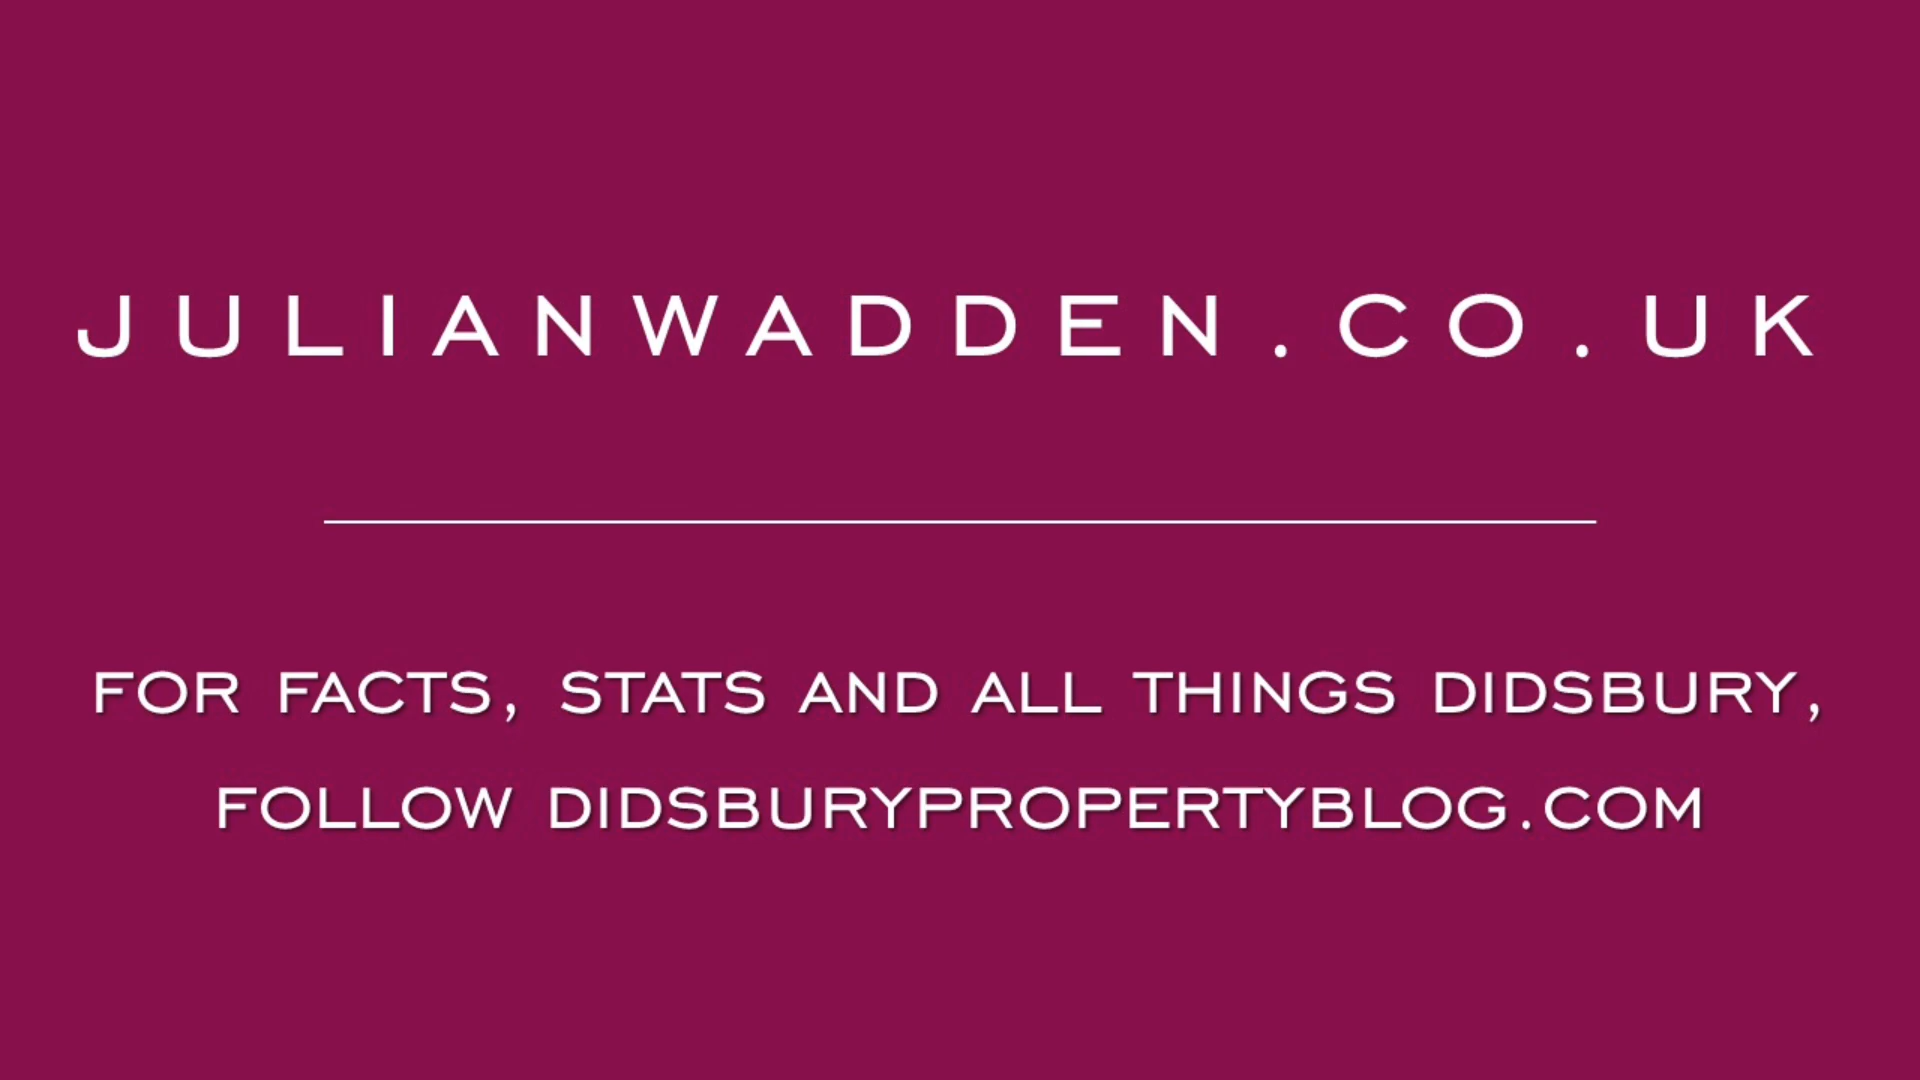 JULIANWADDEN.CO.UK
FOR FACTS, STATS AND ALL THINGS DIDSBURY,
FOLLOW DIDSBURYPROPERTYBLOG.COM